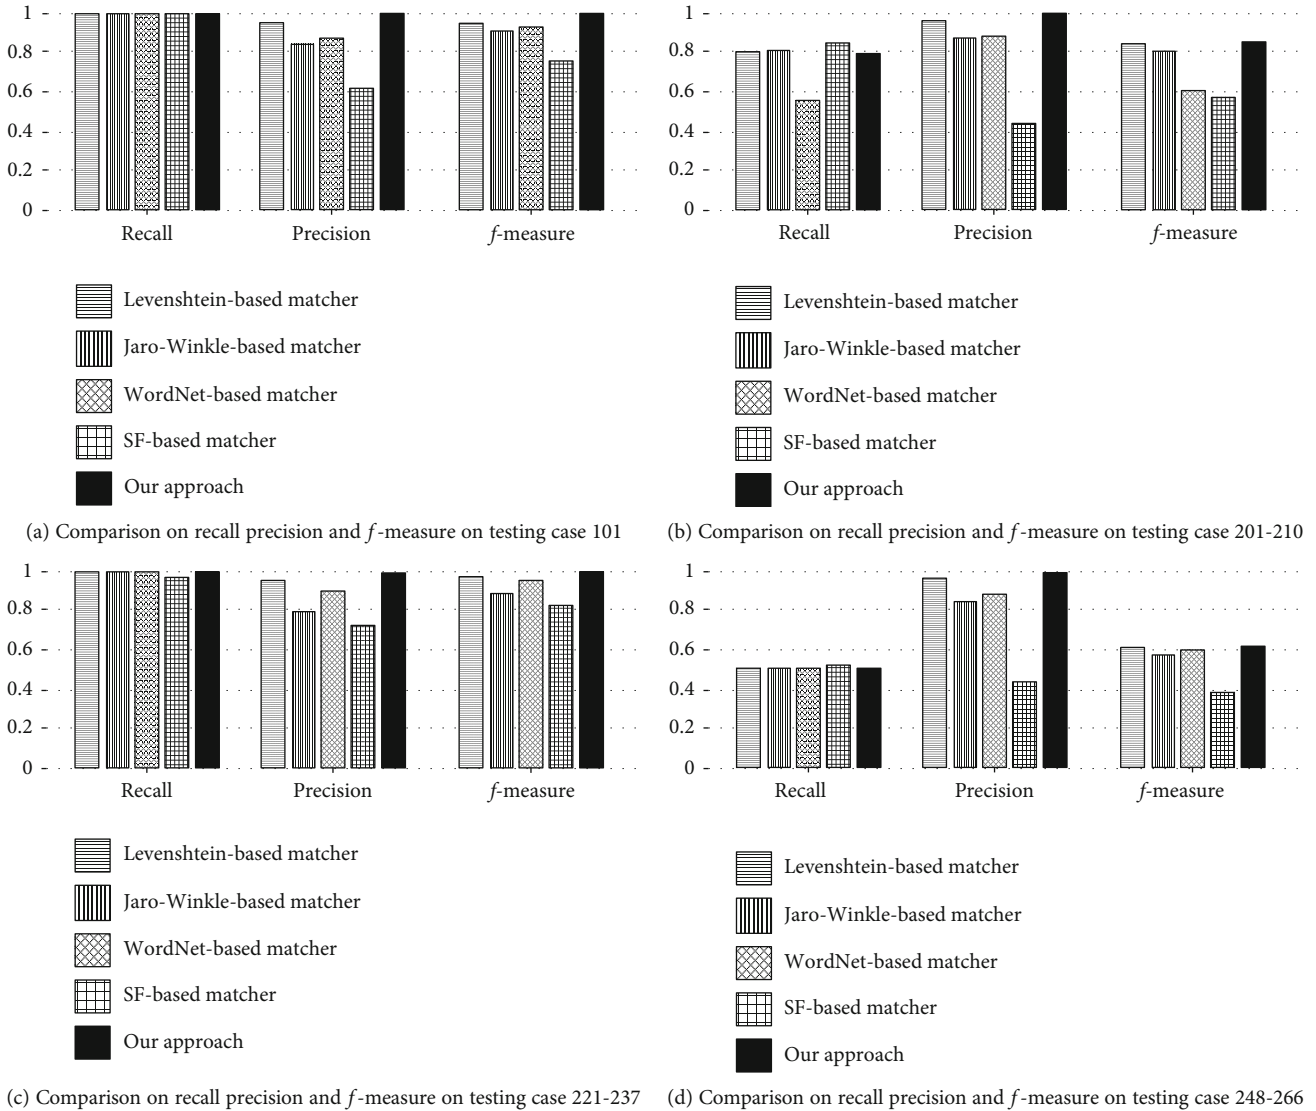 1
0.8
0.6
0.4
0.2
0
Recall Precision f-measure
Levenshtein-based matcher
Jaro-Winkle-based matcher
WordNet-based matcher
SF-based matcher
Our approach
(a) Comparison on recall precision and f-measure on testing case 101
1
0.8
0.6
0.4
0.2
0
Recall Precision f-measure
Levenshtein-based matcher
Jaro-Winkle-based matcher
WordNet-based matcher
SF-based matcher
Our approach
(b) Comparison on recall precision and f-measure on testing case 201-210
1
0.8
0.6
0.4
0.2
0
Recall Precision f-measure
Levenshtein-based matcher
Jaro-Winkle-based matcher
WordNet-based matcher
SF-based matcher
Our approach
(c) Comparison on recall precision and f-measure on testing case 221-237
1
0.8
0.6
0.4
0.2
0
Recall Precision f-measure
Levenshtein-based matcher
Jaro-Winkle-based matcher
WordNet-based matcher
SF-based matcher
Our approach
(d) Comparison on recall precision and f-measure on testing case 248-266